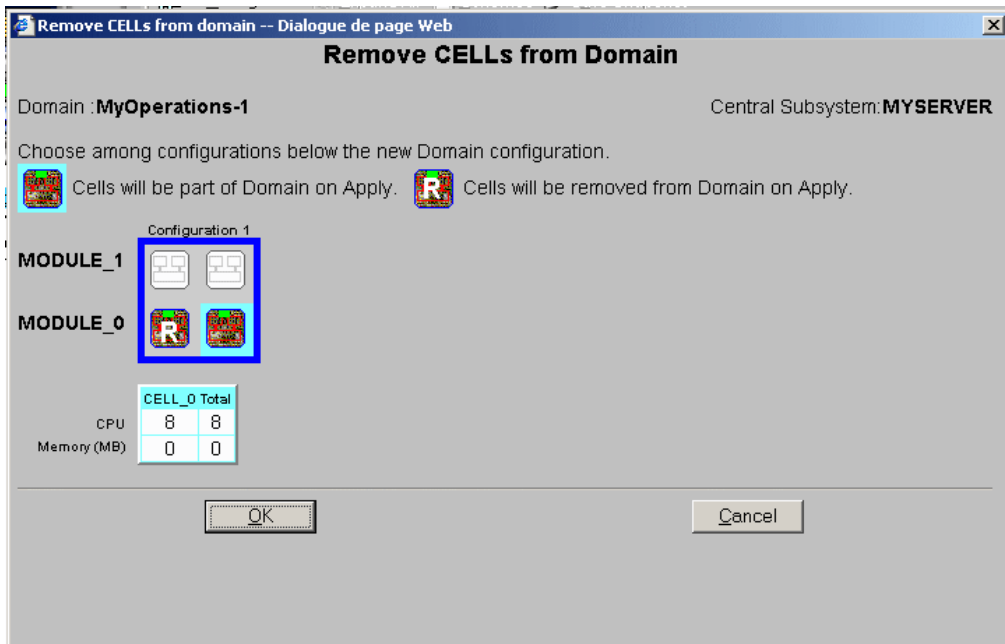 Remove CELLs from domain -- Dialogue de page Web
Remove CELLs from Domain
Domain :MyOperations-1 Central Subsystem:MYSERVER
Choose among configurations below the new Domain configuration.
Cells will be part of Domain on Apply. R Cells will be removed from Domain on Apply.
Configuration 1
MODULE_1
MODULE_0 R
CELL_0 Total
CPU 8 8
Memory (MB) 0 0
OK Cancel